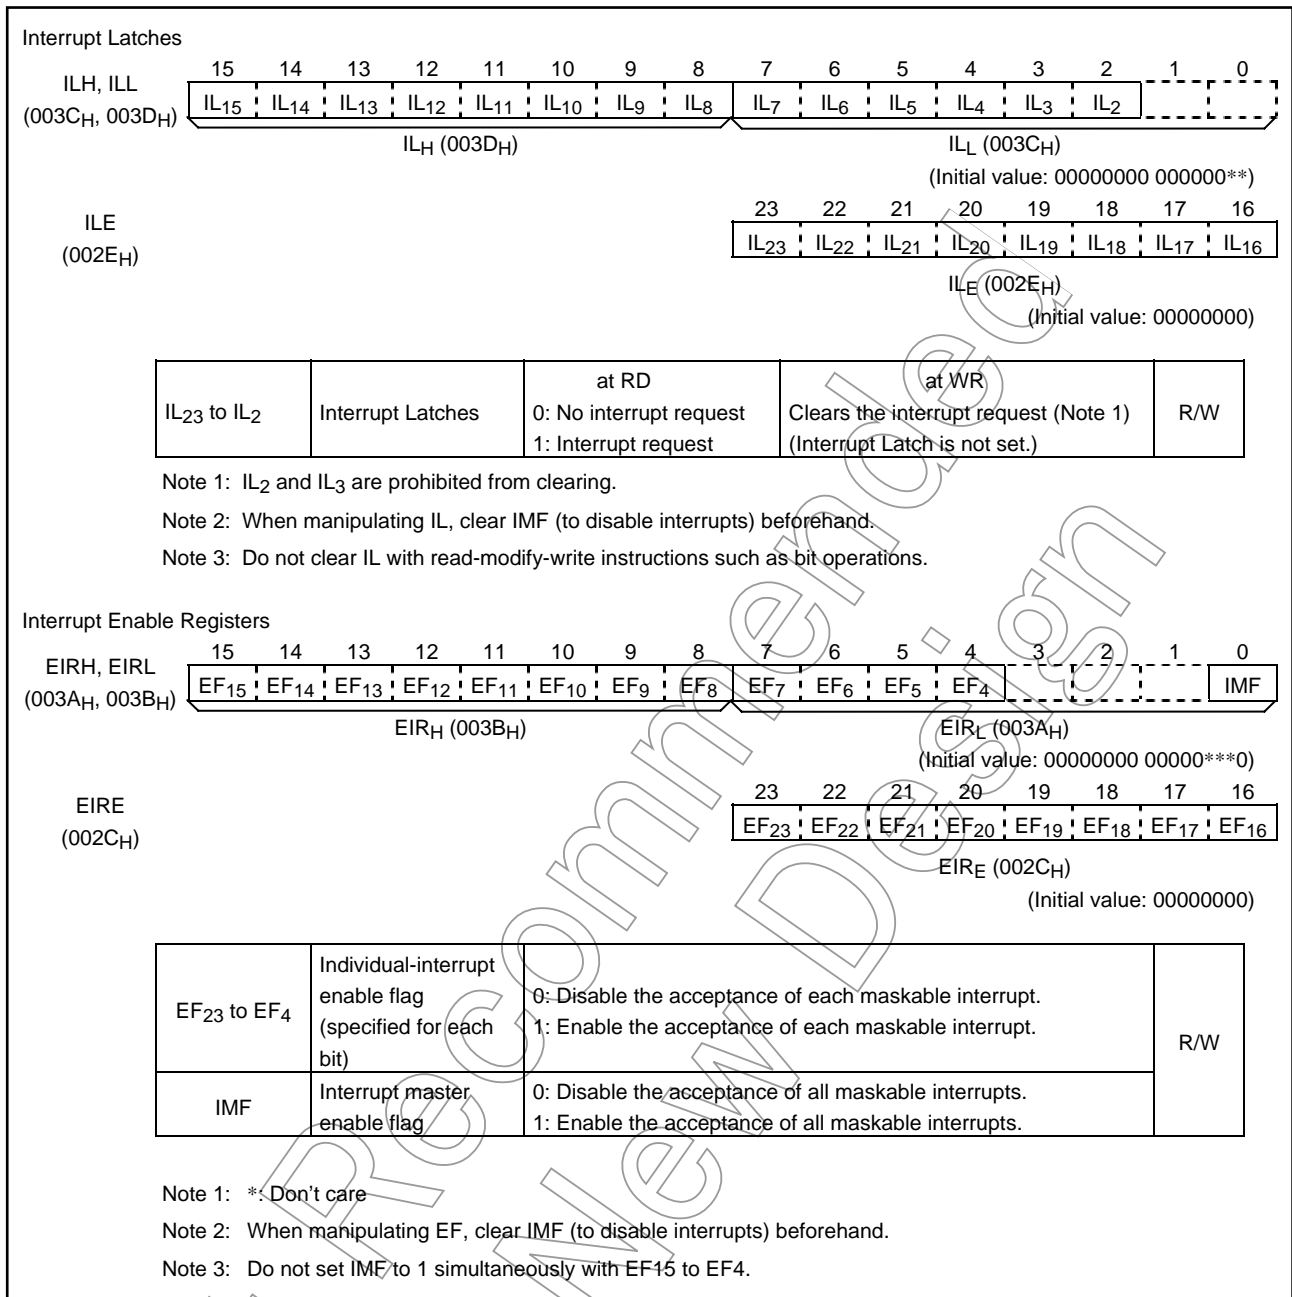 Interrupt Latches
15 14 13 12 11 10 9 8 7 6 5 4 3 2 1 0
ILH, ILL
(003CH, 003DH)
IL15 IL14 IL13 IL12 IL11 IL10 IL9 IL8 IL7 IL6 IL5 IL4 IL3 IL2
ILH (003DH) ILL (003CH)
(Initial value: 00000000 000000**)
23 22 21 20 19 18 17 16
ILE
(002EH)
IL23 IL22 IL21 IL20 IL19 IL18 IL17 IL16
ILE (002EH)
(Initial value: 00000000)
IL23 to IL2
Interrupt Latches
at RD
0: No interrupt request
1: Interrupt request
at WR
Clears the interrupt request (Note 1)
(Interrupt Latch is not set.)
R/W
Note 1: IL2 and IL3 are prohibited from clearing.
Note 2: When manipulating IL, clear IMF (to disable interrupts) beforehand.
Note 3: Do not clear IL with read-modify-write instructions such as bit operations.
Interrupt Enable Registers
15 14 13 12 11 10 9 8 7 6 5 4 3 2 1 0
EIRH, EIRL
(003AH, 003BH)
EF15 EF14 EF13 EF12 EF11 EF10 EF9 EF8 EF7 EF6 EF5 EF4 IMF
EIRH (003BH) EIRL (003AH)
(Initial value: 00000000 00000***0)
23 22 21 20 19 18 17 16
EIRE
(002CH)
EF23 EF22 EF21 EF20 EF19 EF18 EF17 EF16
EIRE (002CH)
(Initial value: 00000000)
EF23 to EF4
Individual-interrupt
enable flag
(specified for each
bit)
0: Disable the acceptance of each maskable interrupt.
1: Enable the acceptance of each maskable interrupt.
R/W
IMF
Interrupt master
enable flag
0: Disable the acceptance of all maskable interrupts.
1: Enable the acceptance of all maskable interrupts.
Note 1: *: Don't care
Note 2: When manipulating EF, clear IMF (to disable interrupts) beforehand.
Note 3: Do not set IMF to 1 simultaneously with EF15 to EF4.
Recommended
New Design